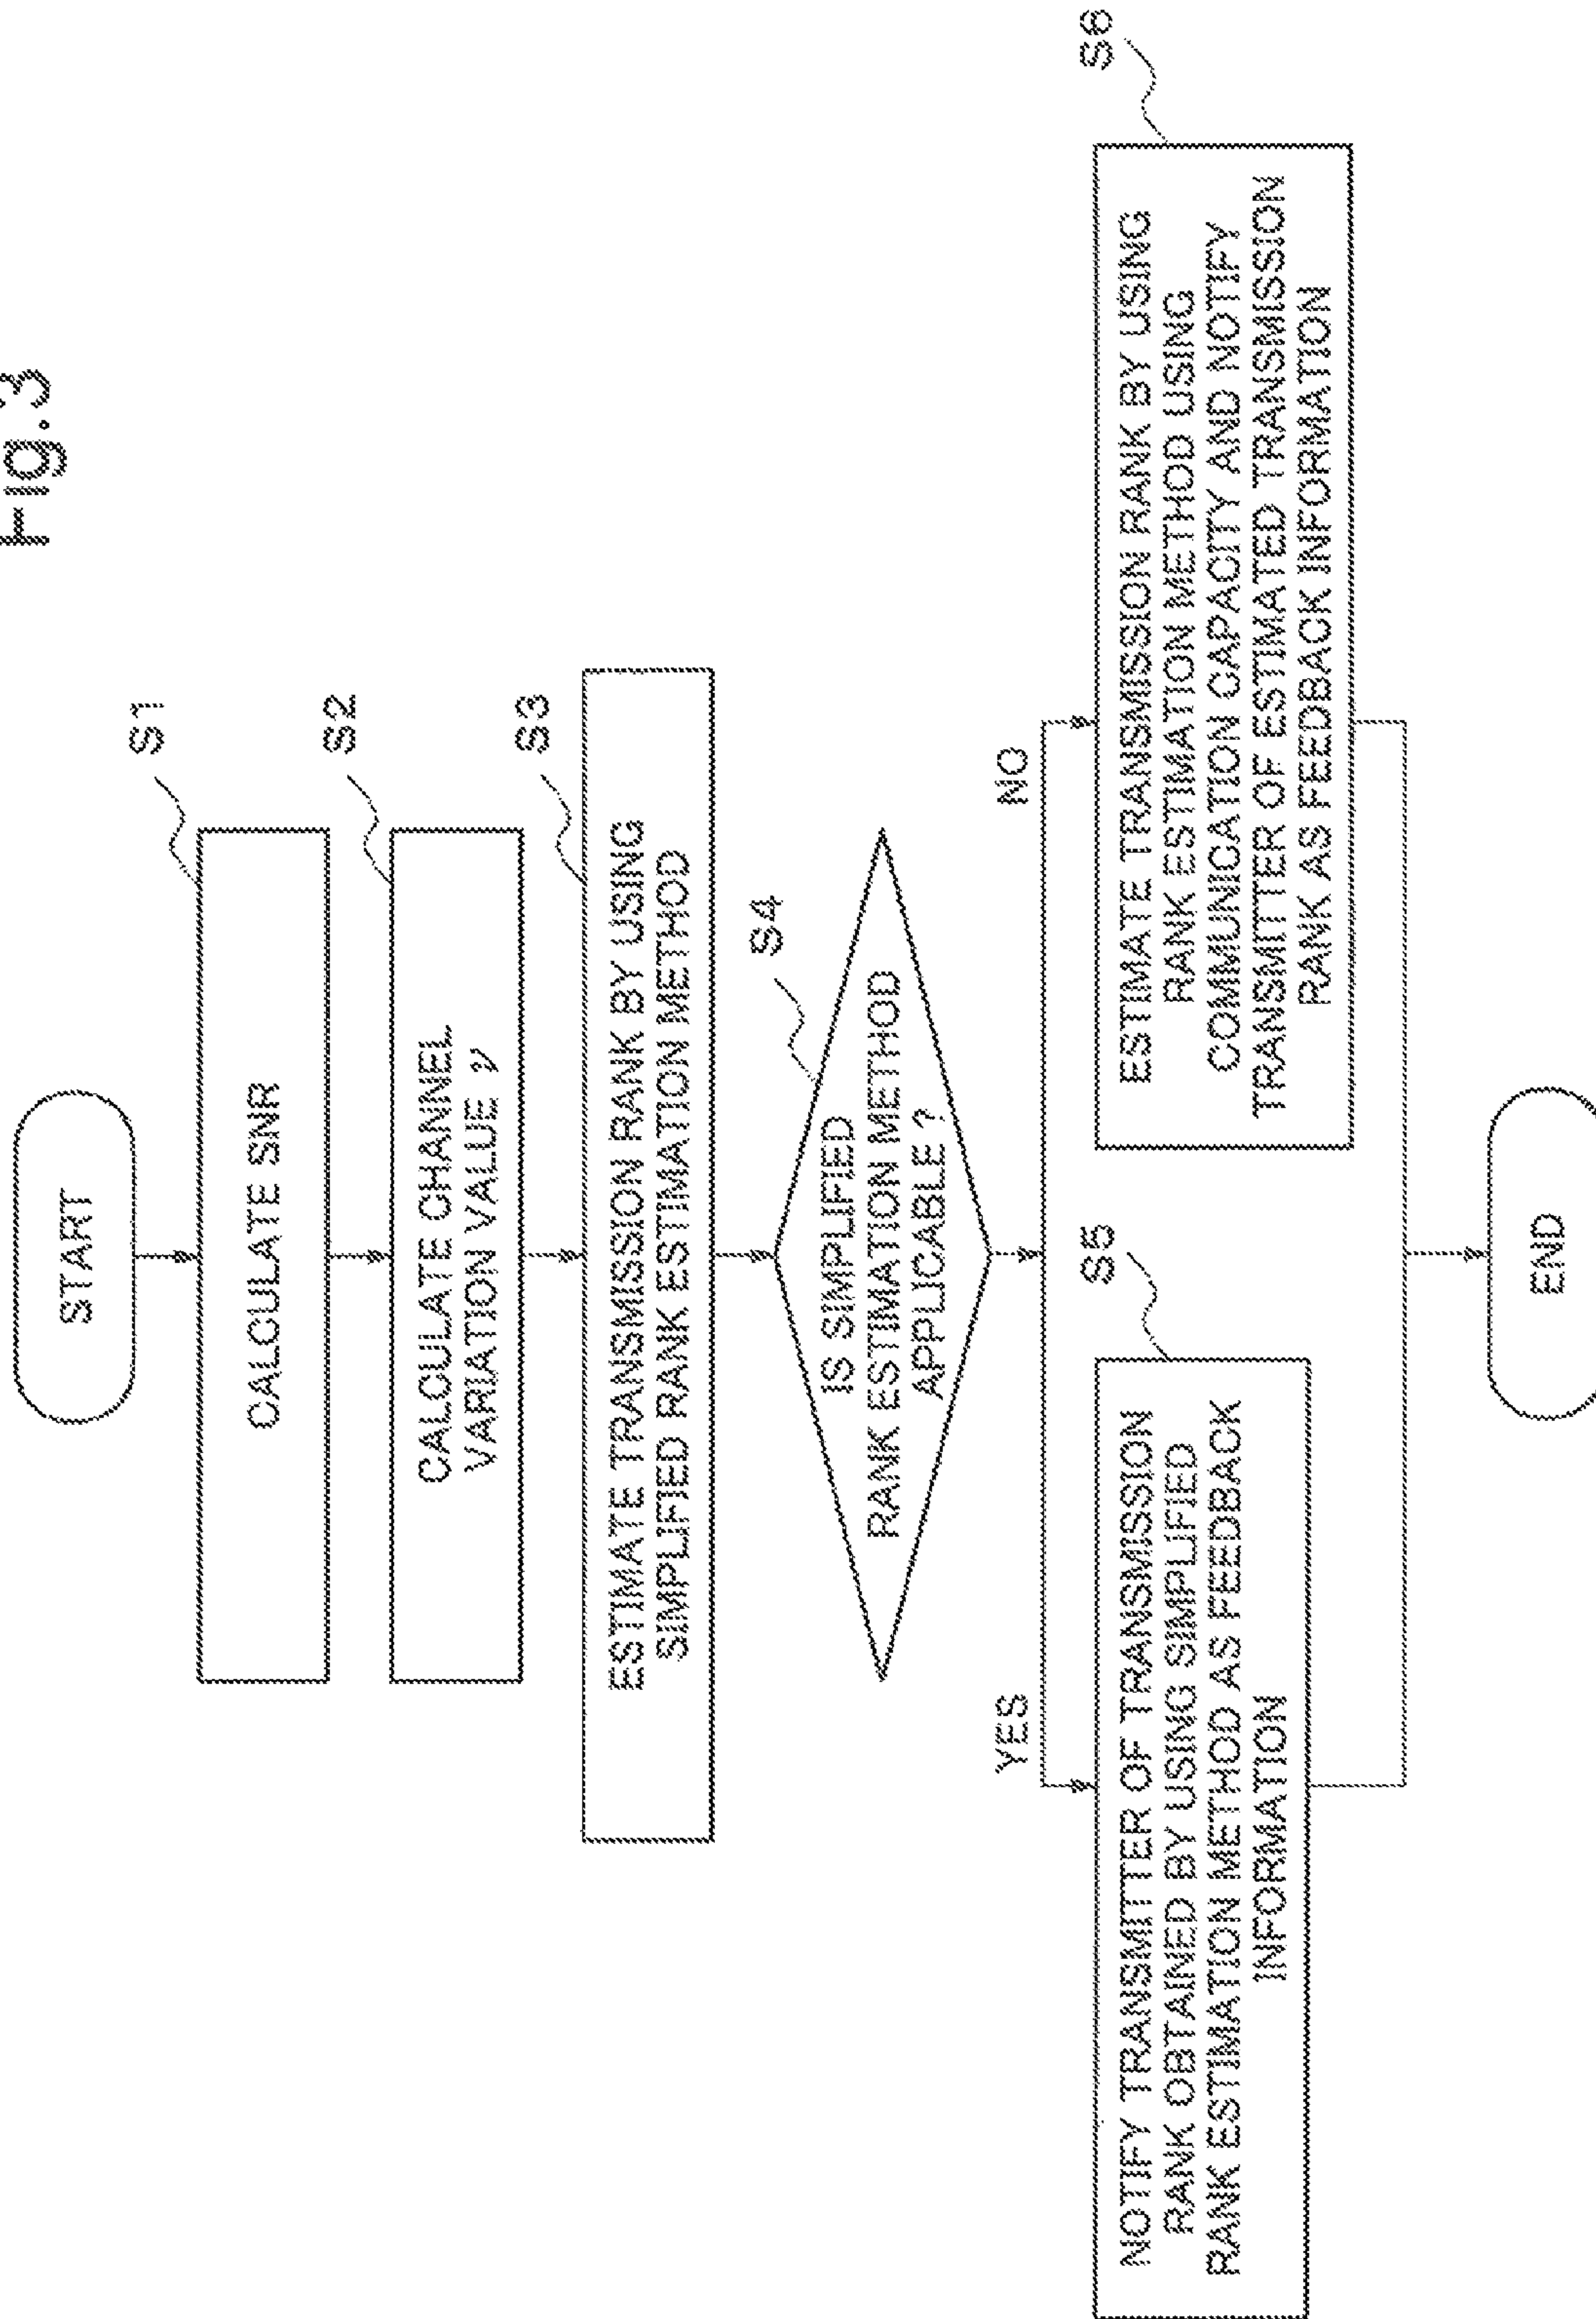 Fig.3
START
S1
CALCULATE SNR
S2
CALCULATE CHANNEL
VARIATION VALUE ν
S3
ESTIMATE TRANSMISSION RANK BY USING
SIMPLIFIED RANK ESTIMATION METHOD
S4
IS SIMPLIFIED
RANK ESTIMATION METHOD
APPLICABLE ?
YES
NO
S5
NOTIFY TRANSMITTER OF TRANSMISSION
RANK OBTAINED BY USING SIMPLIFIED
RANK ESTIMATION METHOD AS FEEDBACK
INFORMATION
S6
ESTIMATE TRANSMISSION RANK BY USING
RANK ESTIMATION METHOD USING
COMMUNICATION CAPACITY AND NOTIFY
TRANSMITTER OF ESTIMATED TRANSMISSION
RANK AS FEEDBACK INFORMATION
END